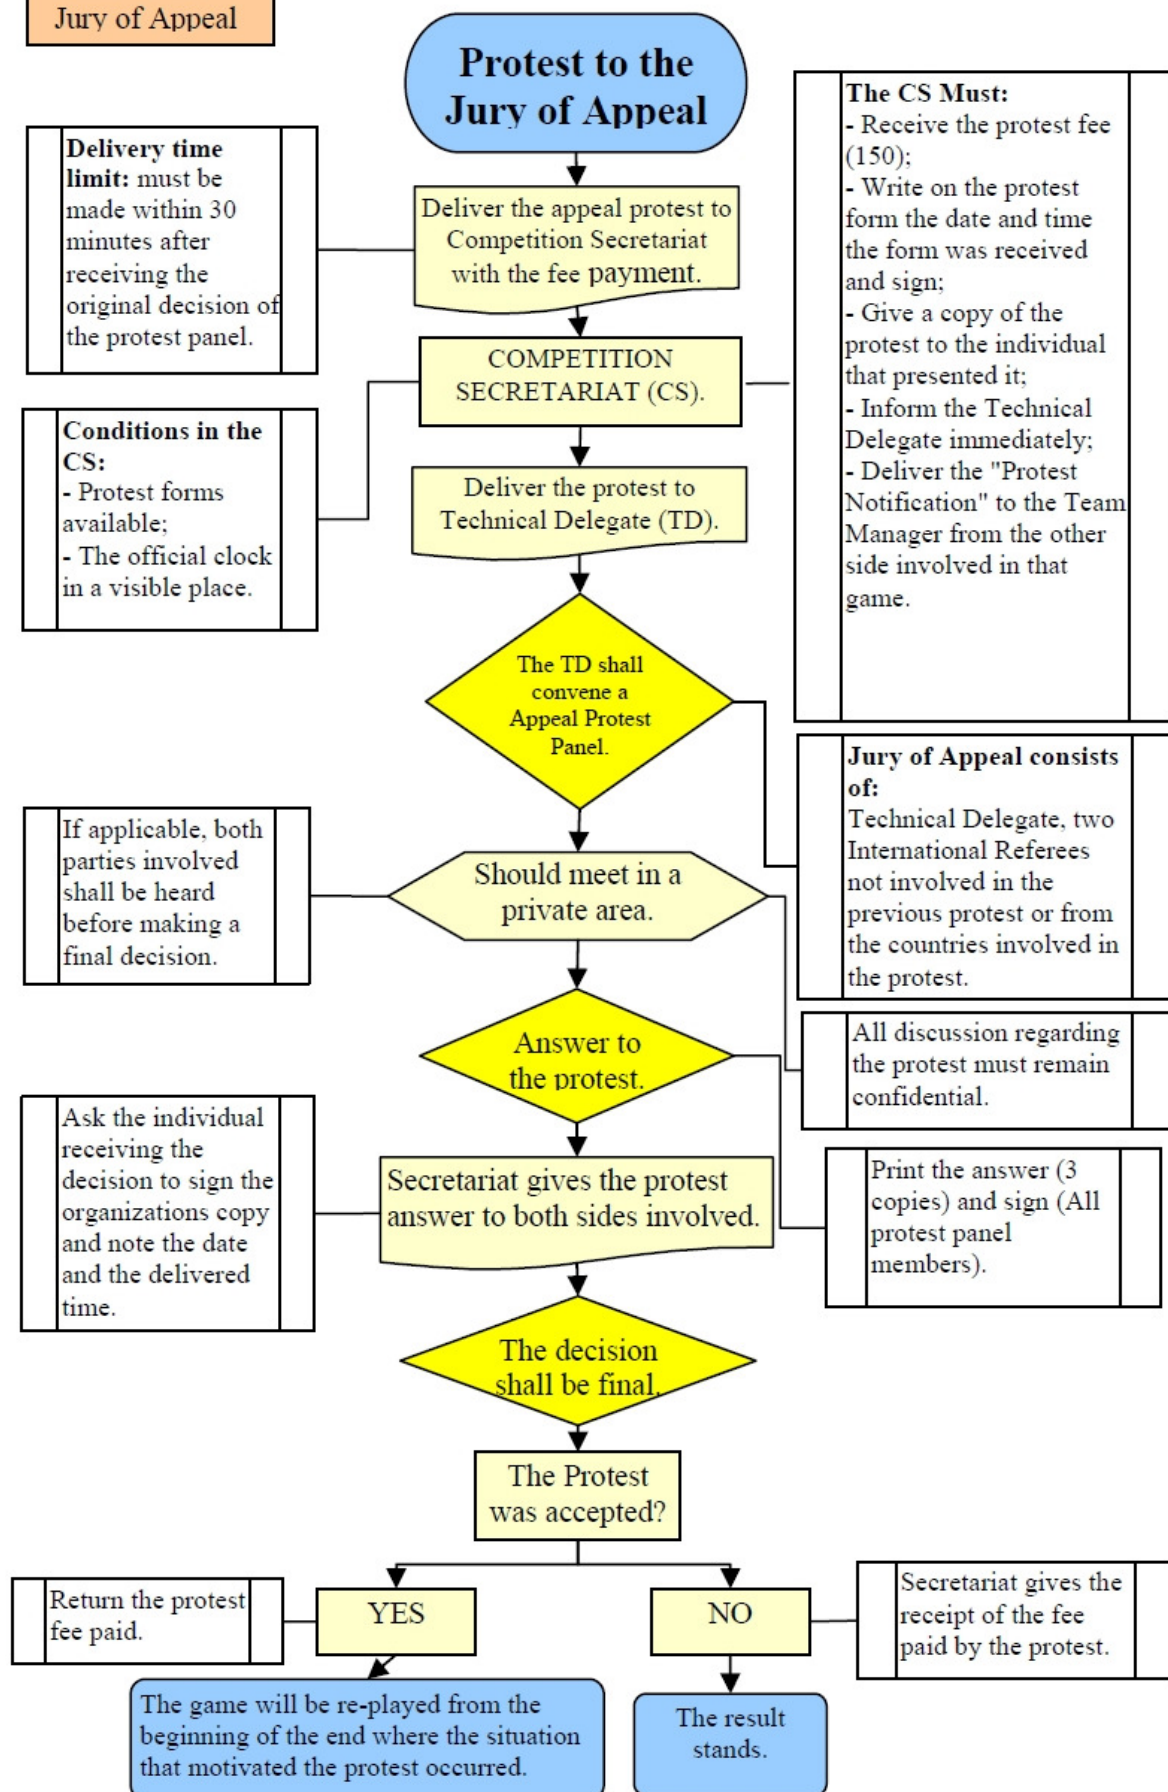 Jury of Appeal
Protest to the
Jury of Appeal
Delivery time
limit: must be
made within 30
minutes after
receiving the
original decision of
the protest panel.
Deliver the appeal protest to
Competition Secretariat
with the fee payment.
The CS Must:
- Receive the protest fee
(150);
- Write on the protest
form the date and time
the form was received
and sign;
- Give a copy of the
protest to the individual
that presented it;
- Inform the Technical
Delegate immediately;
- Deliver the "Protest
Notification" to the Team
Manager from the other
side involved in that
game.
COMPETITION
SECRETARIAT (CS).
Conditions in the
CS:
- Protest forms
available;
- The official clock
in a visible place.
Deliver the protest to
Technical Delegate (TD).
The TD shall
convene a
Appeal Protest
Panel.
Jury of Appeal consists
of:
Technical Delegate, two
International Referees
not involved in the
previous protest or from
the countries involved in
the protest.
If applicable, both
parties involved
shall be heard
before making a
final decision.
Should meet in a
private area.
All discussion regarding
the protest must remain
confidential.
Answer to
the protest.
Print the answer (3
copies) and sign (All
protest panel
members).
Ask the individual
receiving the
decision to sign the
organizations copy
and note the date
and the delivered
time.
Secretariat gives the protest
answer to both sides involved.
The decision
shall be final.
The Protest
was accepted?
Return the protest
fee paid.
YES
NO
Secretariat gives the
receipt of the fee
paid by the protest.
The game will be re-played from the
beginning of the end where the situation
that motivated the protest occurred.
The result
stands.